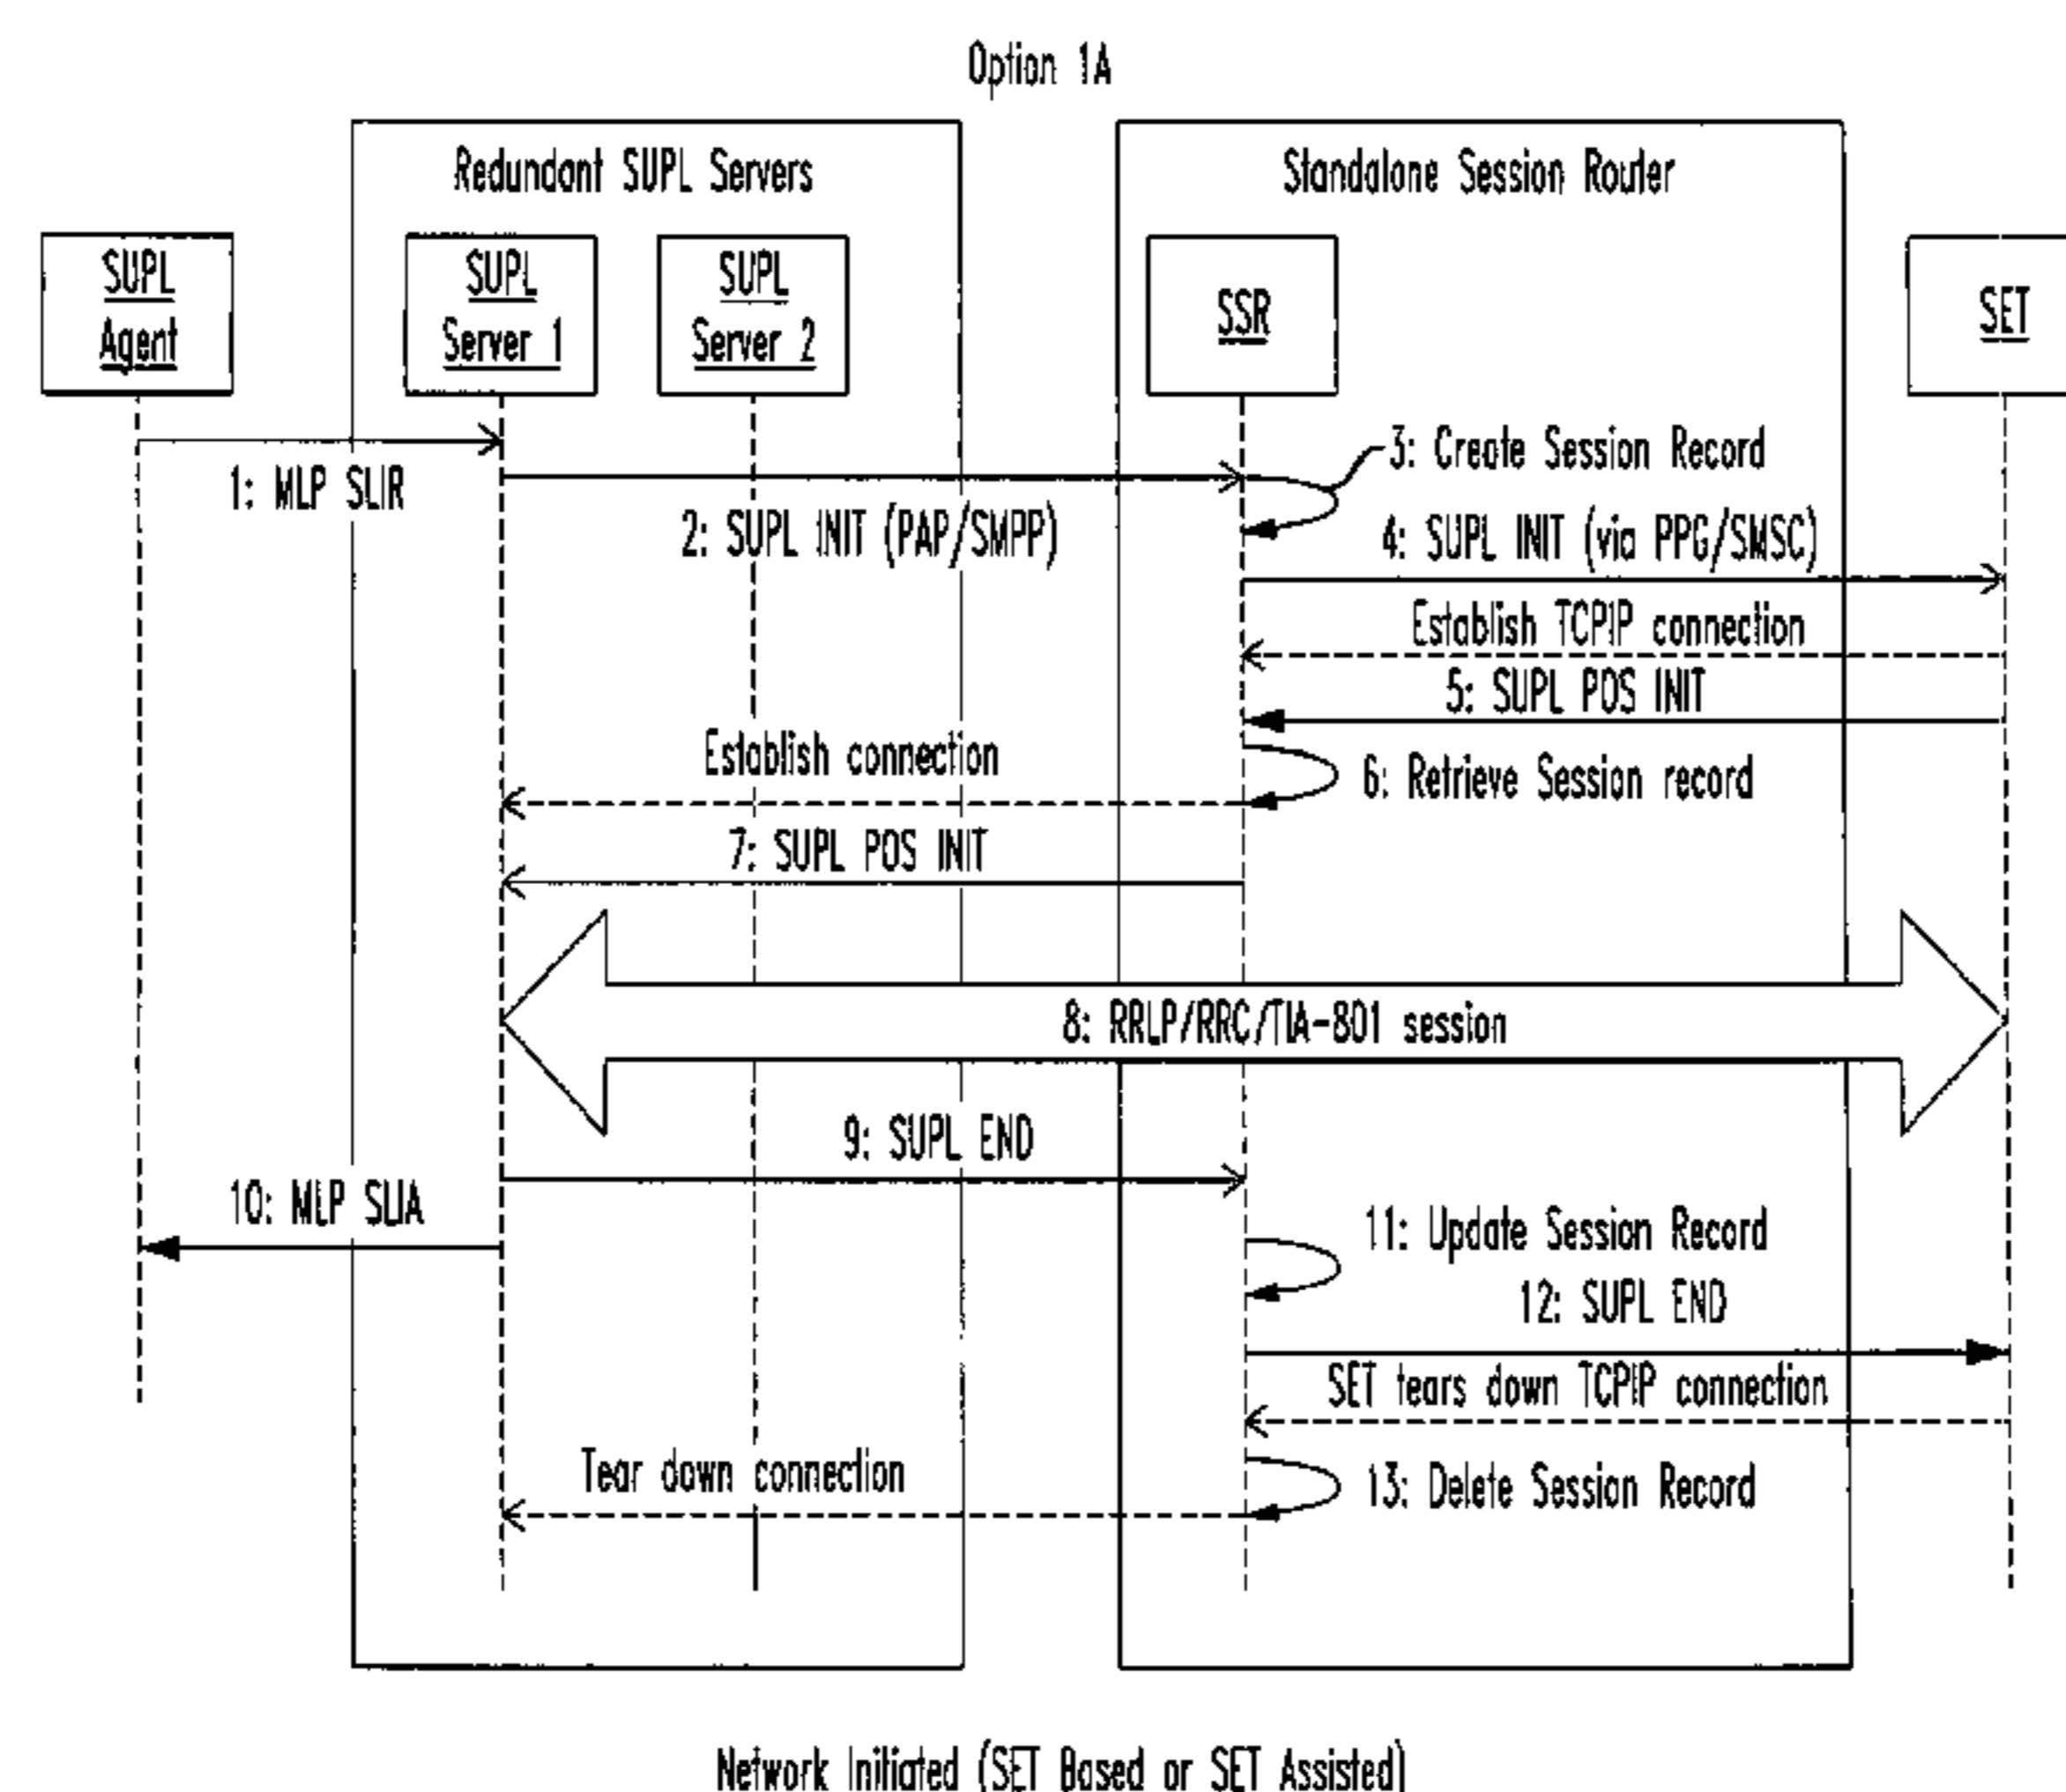 Option 1A
Redundant SUPL Servers
Standalone Session Router
SUPL
Agent
SUPL
Server 1
SUPL
Server 2
SSR
SET
1: MLP SLIR
2: SUPL INIT (PAP/SMPP)
3: Create Session Record
4: SUPL INIT (via PPG/SMSC)
Establish TCPIP connection
5: SUPL POS INIT
Establish connection
6: Retrieve Session record
7: SUPL POS INIT
8: RRLP/RRC/TIA-801 session
9: SUPL END
10: MLP SLIA
11: Update Session Record
12: SUPL END
SET tears down TCPIP connection
Tear down connection
13: Delete Session Record
Network Initiated (SET Based or SET Assisted)